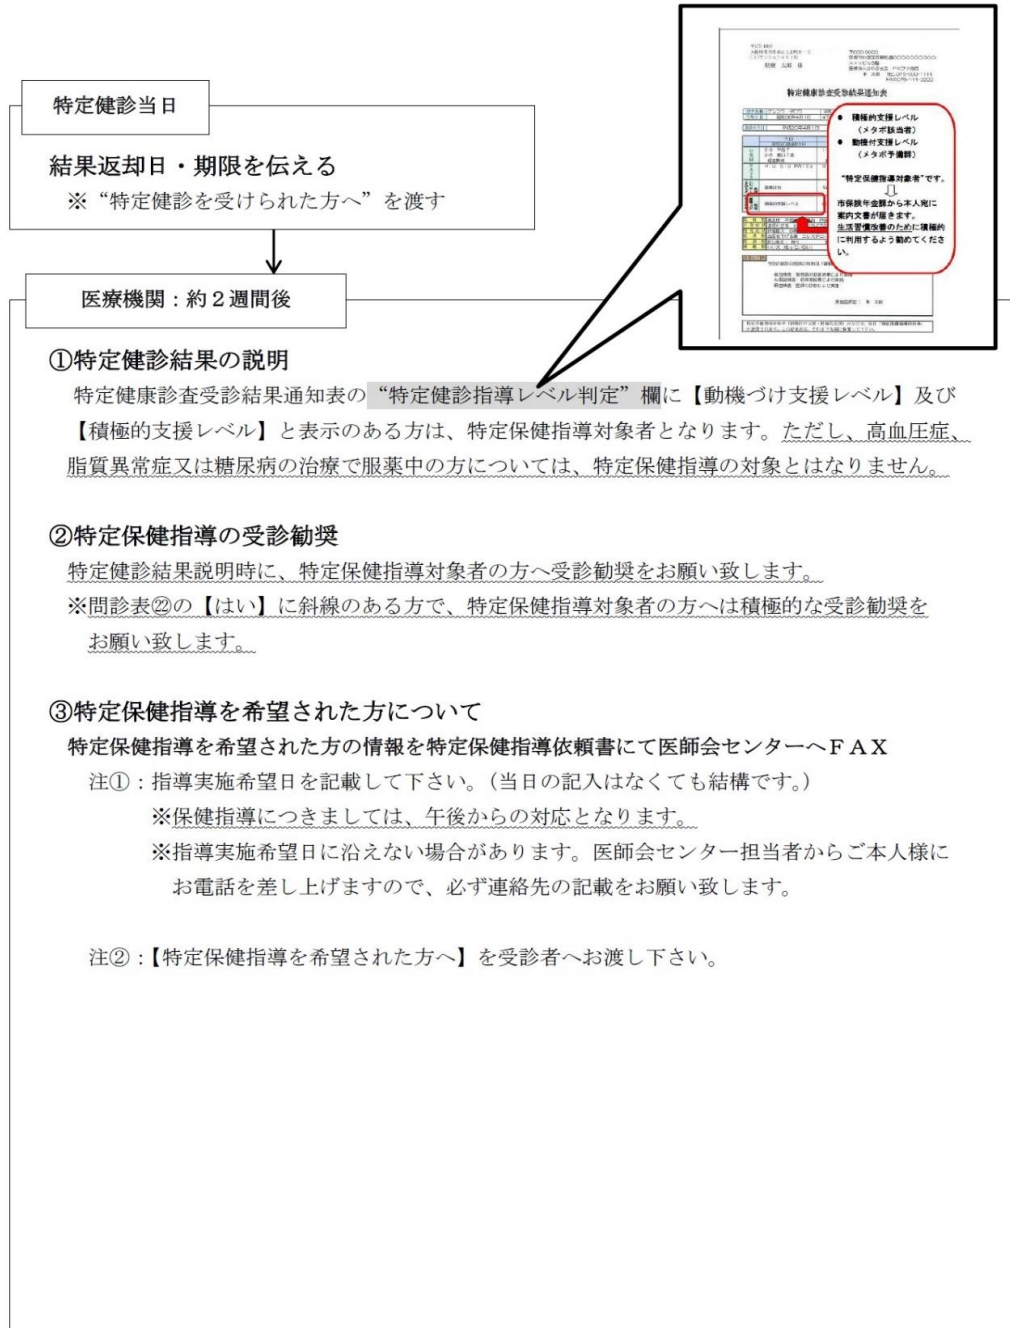 特定健診当日
結果返却日・期限を伝える
※“特定健診を受けられた方へ”を渡す
医療機関：約２週間後
特定健康診査受診結果通知表
● 積極的支援レベル
（メタボ該当者）
● 動機付支援レベル
（メタボ予備群）
“特定保健指導対象者”です。
市保険年金課から本人宛に
案内文書が届きます。
生活習慣改善のために積極的
に利用するよう勧めてくださ
い。
①特定健診結果の説明
特定健康診査受診結果通知表の“特定健診指導レベル判定”欄に【動機づけ支援レベル】及び
【積極的支援レベル】と表示のある方は、特定保健指導対象者となります。ただし、高血圧症、
脂質異常症又は糖尿病の治療で服薬中の方については、特定保健指導の対象とはなりません。
②特定保健指導の受診勧奨
特定健診結果説明時に、特定保健指導対象者の方へ受診勧奨をお願い致します。
※問診表㉒の【はい】に斜線のある方で、特定保健指導対象者の方へは積極的な受診勧奨を
お願い致します。
③特定保健指導を希望された方について
特定保健指導を希望された方の情報を特定保健指導依頼書にて医師会センターへＦＡＸ
注①：指導実施希望日を記載して下さい。（当日の記入はなくても結構です。）
※保健指導につきましては、午後からの対応となります。
※指導実施希望日に沿えない場合があります。医師会センター担当者からご本人様に
お電話を差し上げますので、必ず連絡先の記載をお願い致します。
注②：【特定保健指導を希望された方へ】を受診者へお渡し下さい。